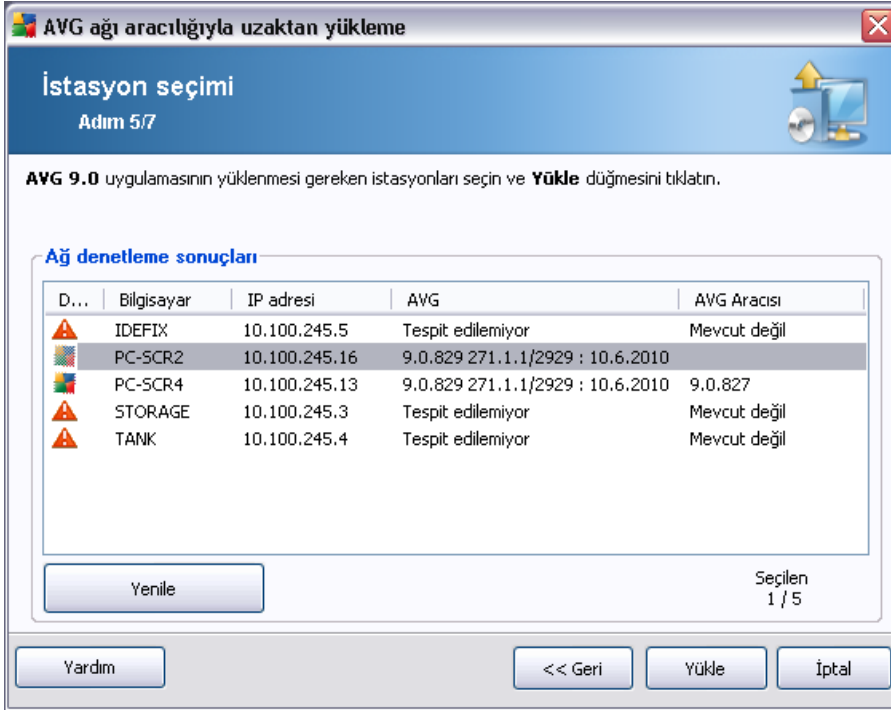 AVG ağı aracılığıyla uzaktan yükleme
İstasyon seçimi
Adım 5/7
AVG 9.0 uygulamasının yüklenmesi gereken istasyonları seçin ve Yükle düğmesini tıklatın.
Ağ denetleme sonuçları
D... Bilgisayar IP adresi AVG AVG Aracısı
IDEFIX 10.100.245.5 Tespit edilemiyor Mevcut değil
PC-SCR2 10.100.245.16 9.0.829 271.1.1/2929 : 10.6.2010
PC-SCR4 10.100.245.13 9.0.829 271.1.1/2929 : 10.6.2010 9.0.827
STORAGE 10.100.245.3 Tespit edilemiyor Mevcut değil
TANK 10.100.245.4 Tespit edilemiyor Mevcut değil
Yenile
Seçilen
1 / 5
Yardım << Geri Yükle İptal